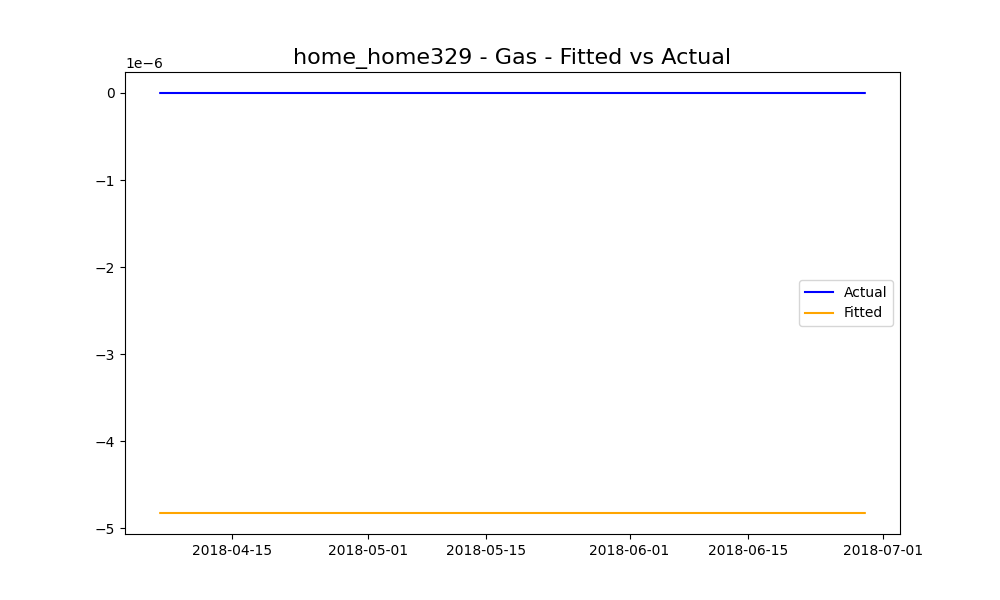 home_home329 - Gas - Fitted vs Actual
1e−6
0
−1
−2
−3
−4
−5
Actual
Fitted
2018-04-15 2018-05-01 2018-05-15 2018-06-01 2018-06-15 2018-07-01